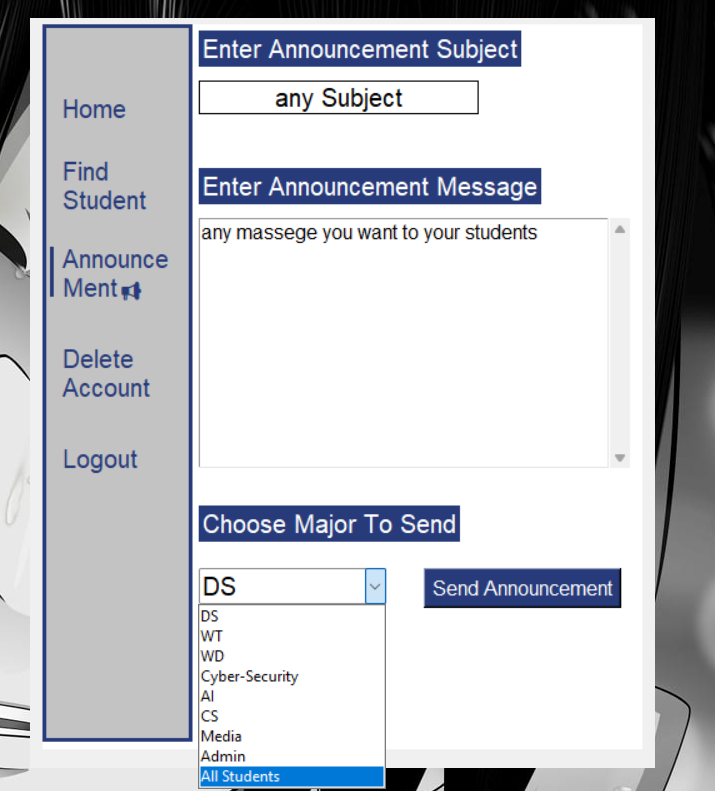 Home
Find
Student
Announce
Ment
Delete
Account
Logout
Enter Announcement Subject
any Subject
Enter Announcement Message
any massege you want to your students
Choose Major To Send
DS
Send Announcement
DS
WT
WD
Cyber-Security
AI
CS
Media
Admin
All Students